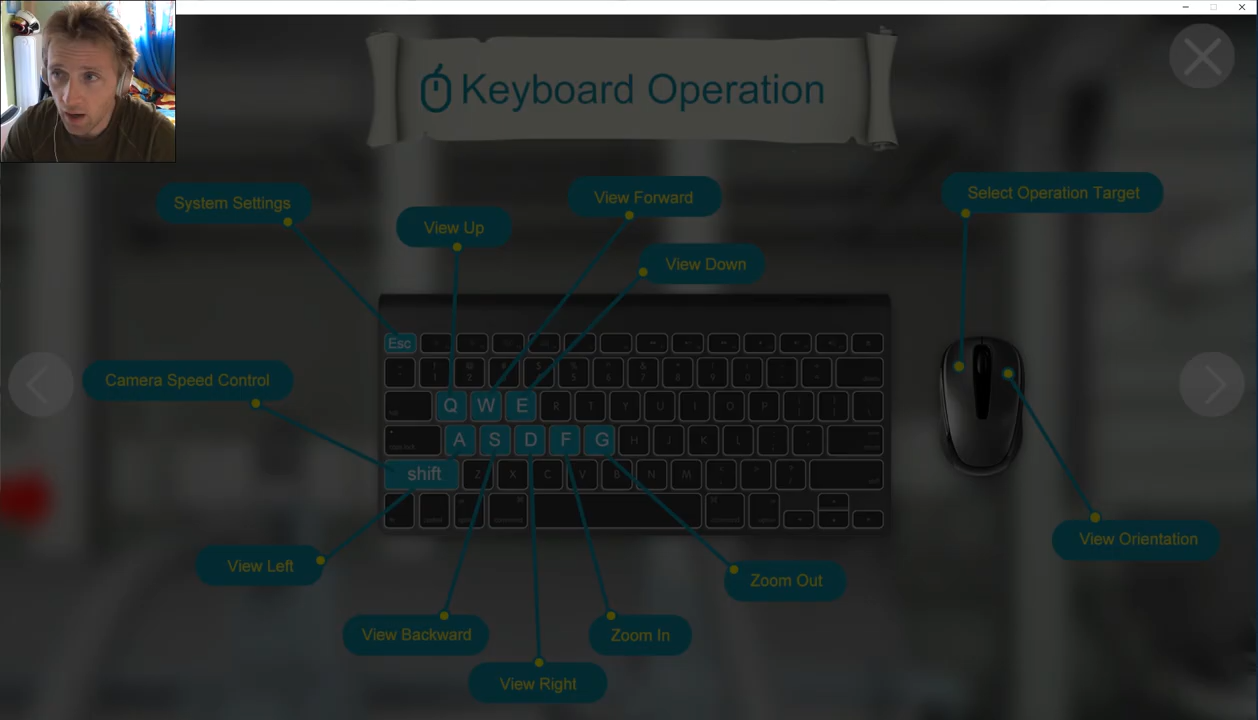 Keyboard Operation
System Settings
View Up
View Forward
View Down
Select Operation Target
Camera Speed Control
View Left
View Backward
View Right
Zoom In
Zoom Out
View Orientation
Esc
Q W E R T Y U I O P
A S D F G H J K L
shift Z X C V B N M